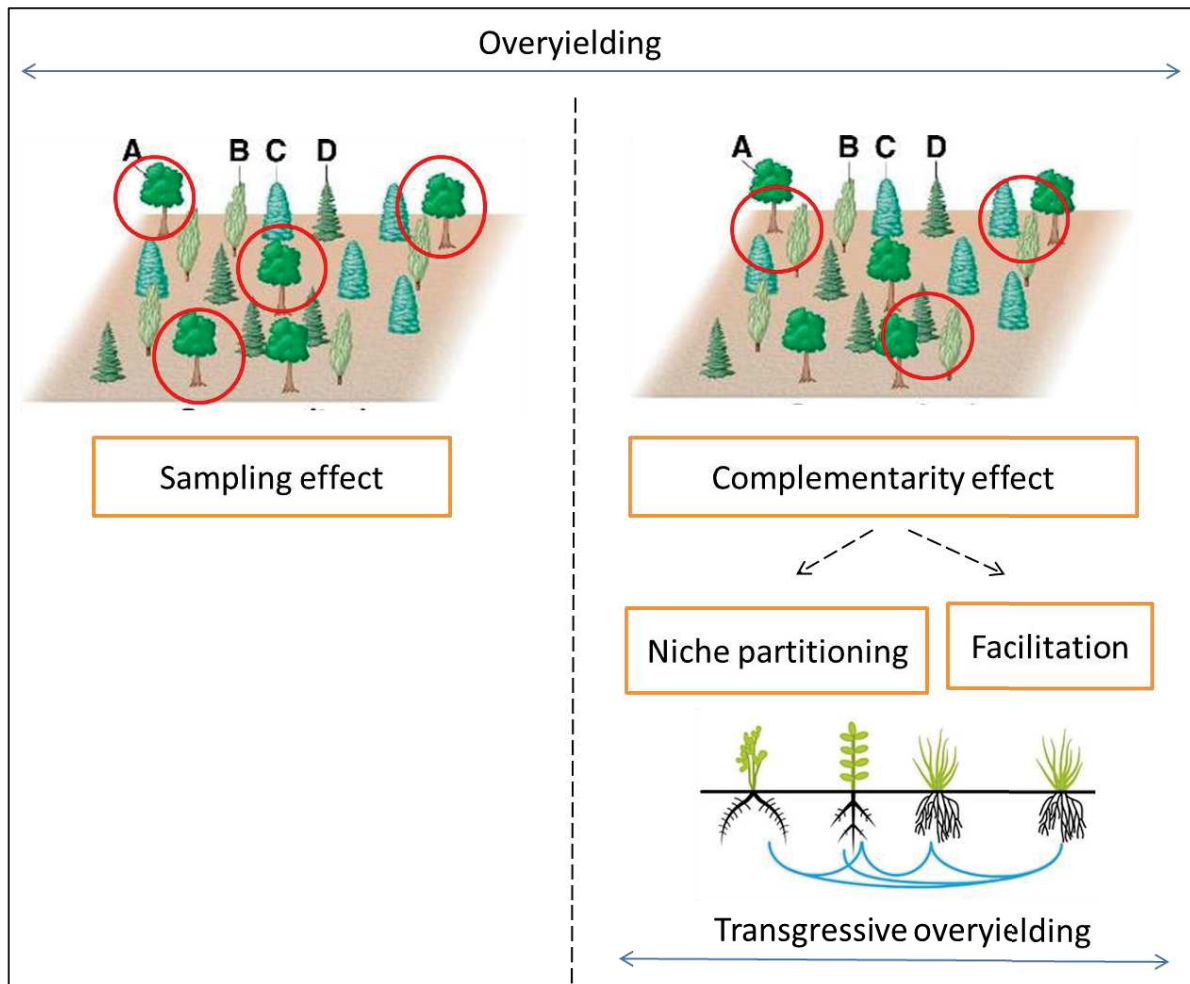 Overyielding
A B C D
A B C D
Sampling effect
Complementarity effect
Niche partitioning
Facilitation
Transgressive overyielding